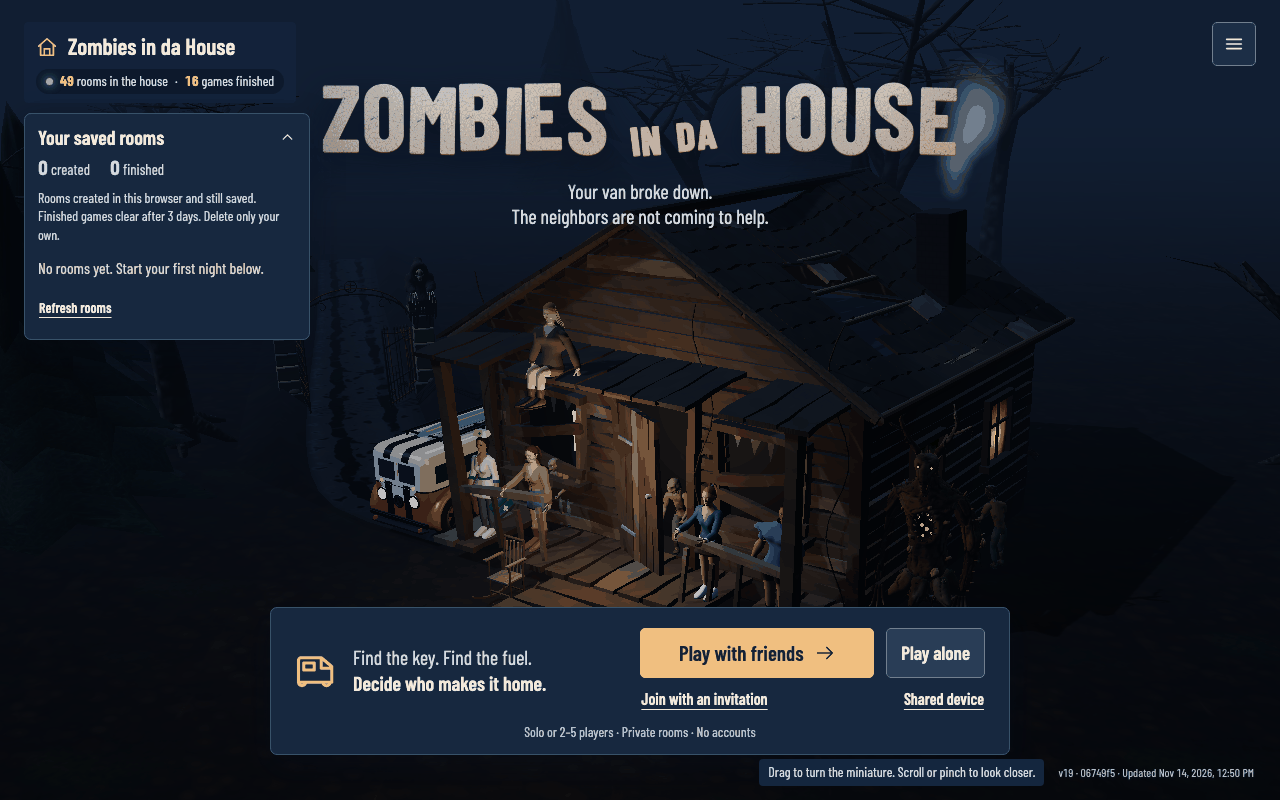 Zombies in da House
49 rooms in the house · 16 games finished
Your saved rooms
0 created 0 finished
Rooms created in this browser and still saved.
Finished games clear after 3 days. Delete only your
own.
No rooms yet. Start your first night below.
Refresh rooms
ZOMBIES IN DA HOUSE
Your van broke down.
The neighbors are not coming to help.
Find the key. Find the fuel.
Decide who makes it home.
Play with friends →
Play alone
Join with an invitation
Shared device
Solo or 2–5 players · Private rooms · No accounts
Drag to turn the miniature. Scroll or pinch to look closer.
v19 · 06749f5 · Updated Nov 14, 2026, 12:50 PM